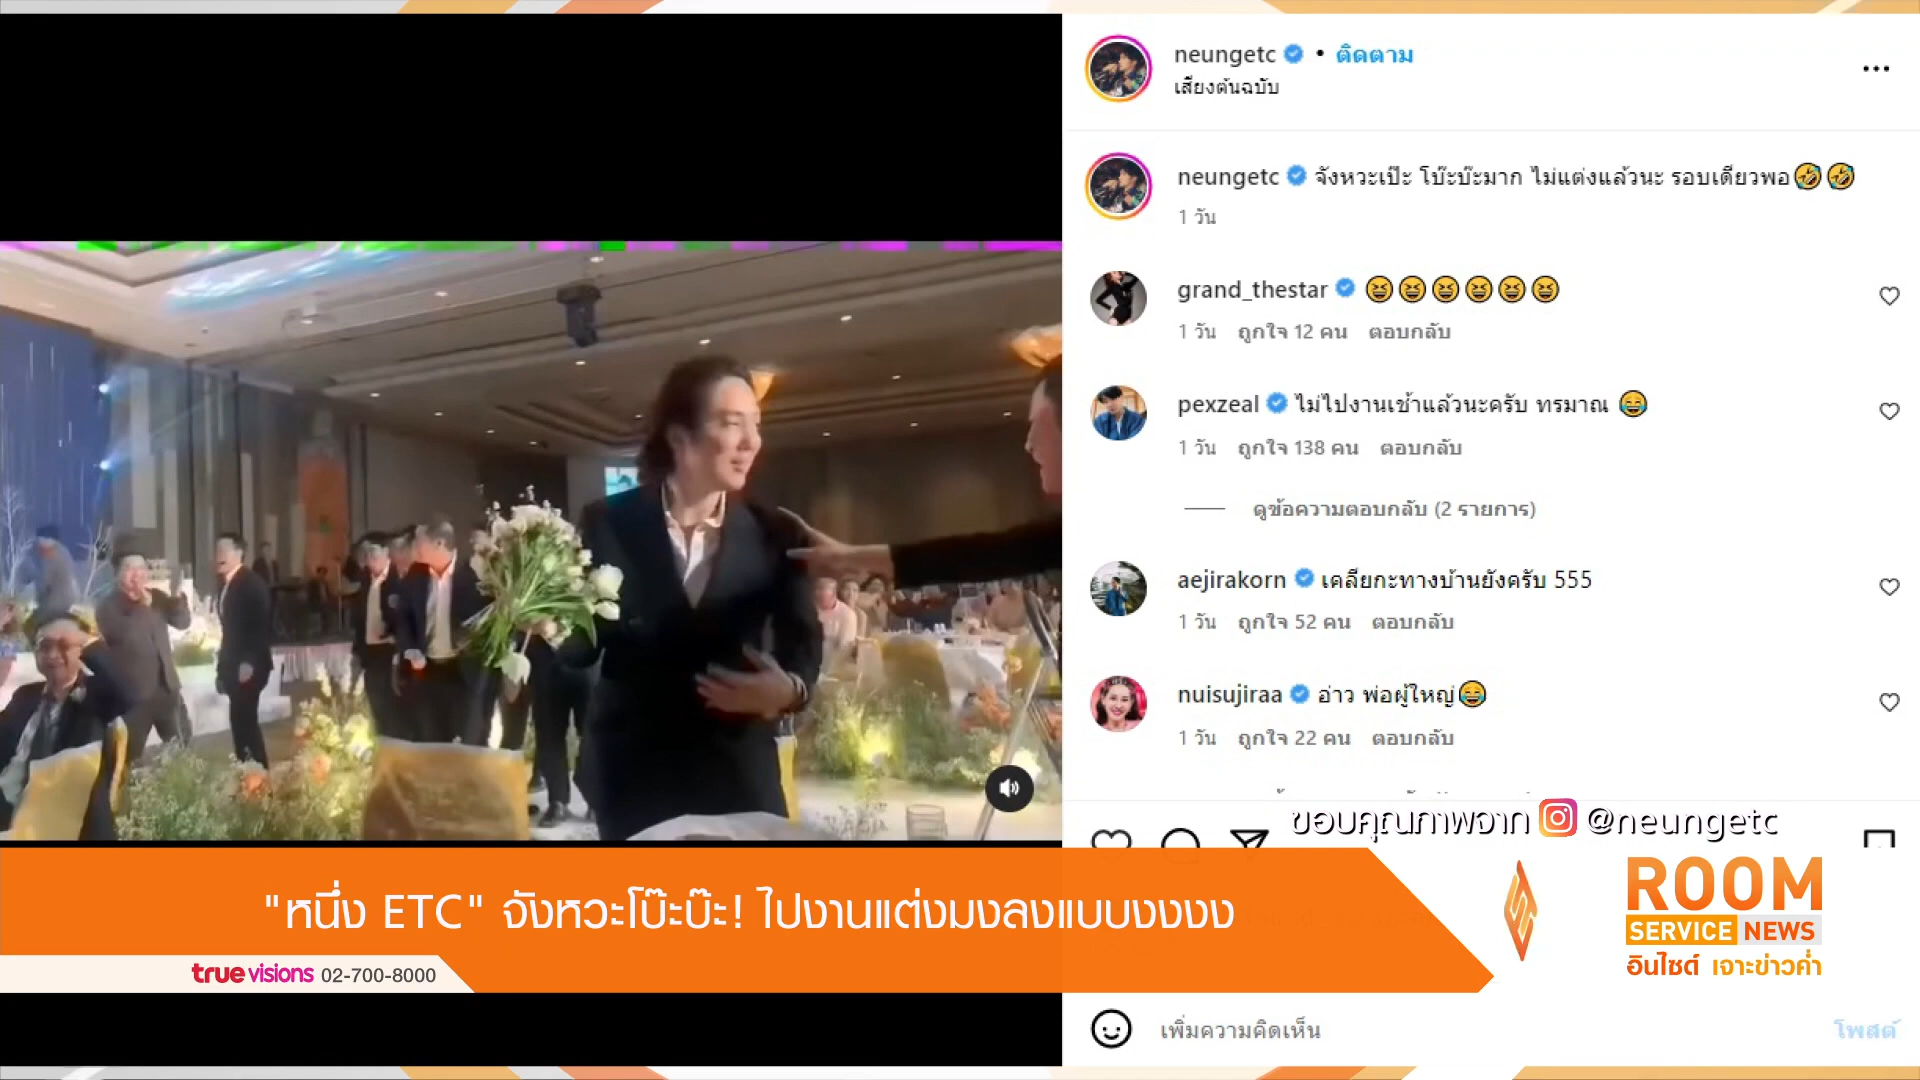 neungetc • ติดตาม
เสียงต้นฉบับ
neungetc จังหวะเป๊ะ โบ๊ะบ๊ะมาก ไม่แต่งแล้วนะ รอบเดียวพอ🤣🤣
1 วัน
grand_thestar 😆😆😆😆😆😆
1 วัน ถูกใจ 12 คน ตอบกลับ
pexzeal ไม่ไปงานเช้าแล้วนะครับ ทรมาณ 😂
1 วัน ถูกใจ 138 คน ตอบกลับ
ดูข้อความตอบกลับ (2 รายการ)
aejirakorn เคลียกะทางบ้านยังครับ 555
1 วัน ถูกใจ 52 คน ตอบกลับ
nuisujiraa อ่าว พ่อผู้ใหญ่😂
1 วัน ถูกใจ 22 คน ตอบกลับ
ขอบคุณภาพจาก @neungetc
"หนึ่ง ETC" จังหวะโบ๊ะบ๊ะ! ไปงานแต่งมงลงแบบงงงง
true visions 02-700-8000
ROOM
SERVICE NEWS
อินไซด์ เจาะข่าวค่ำ
เพิ่มความคิดเห็น
โพสต์